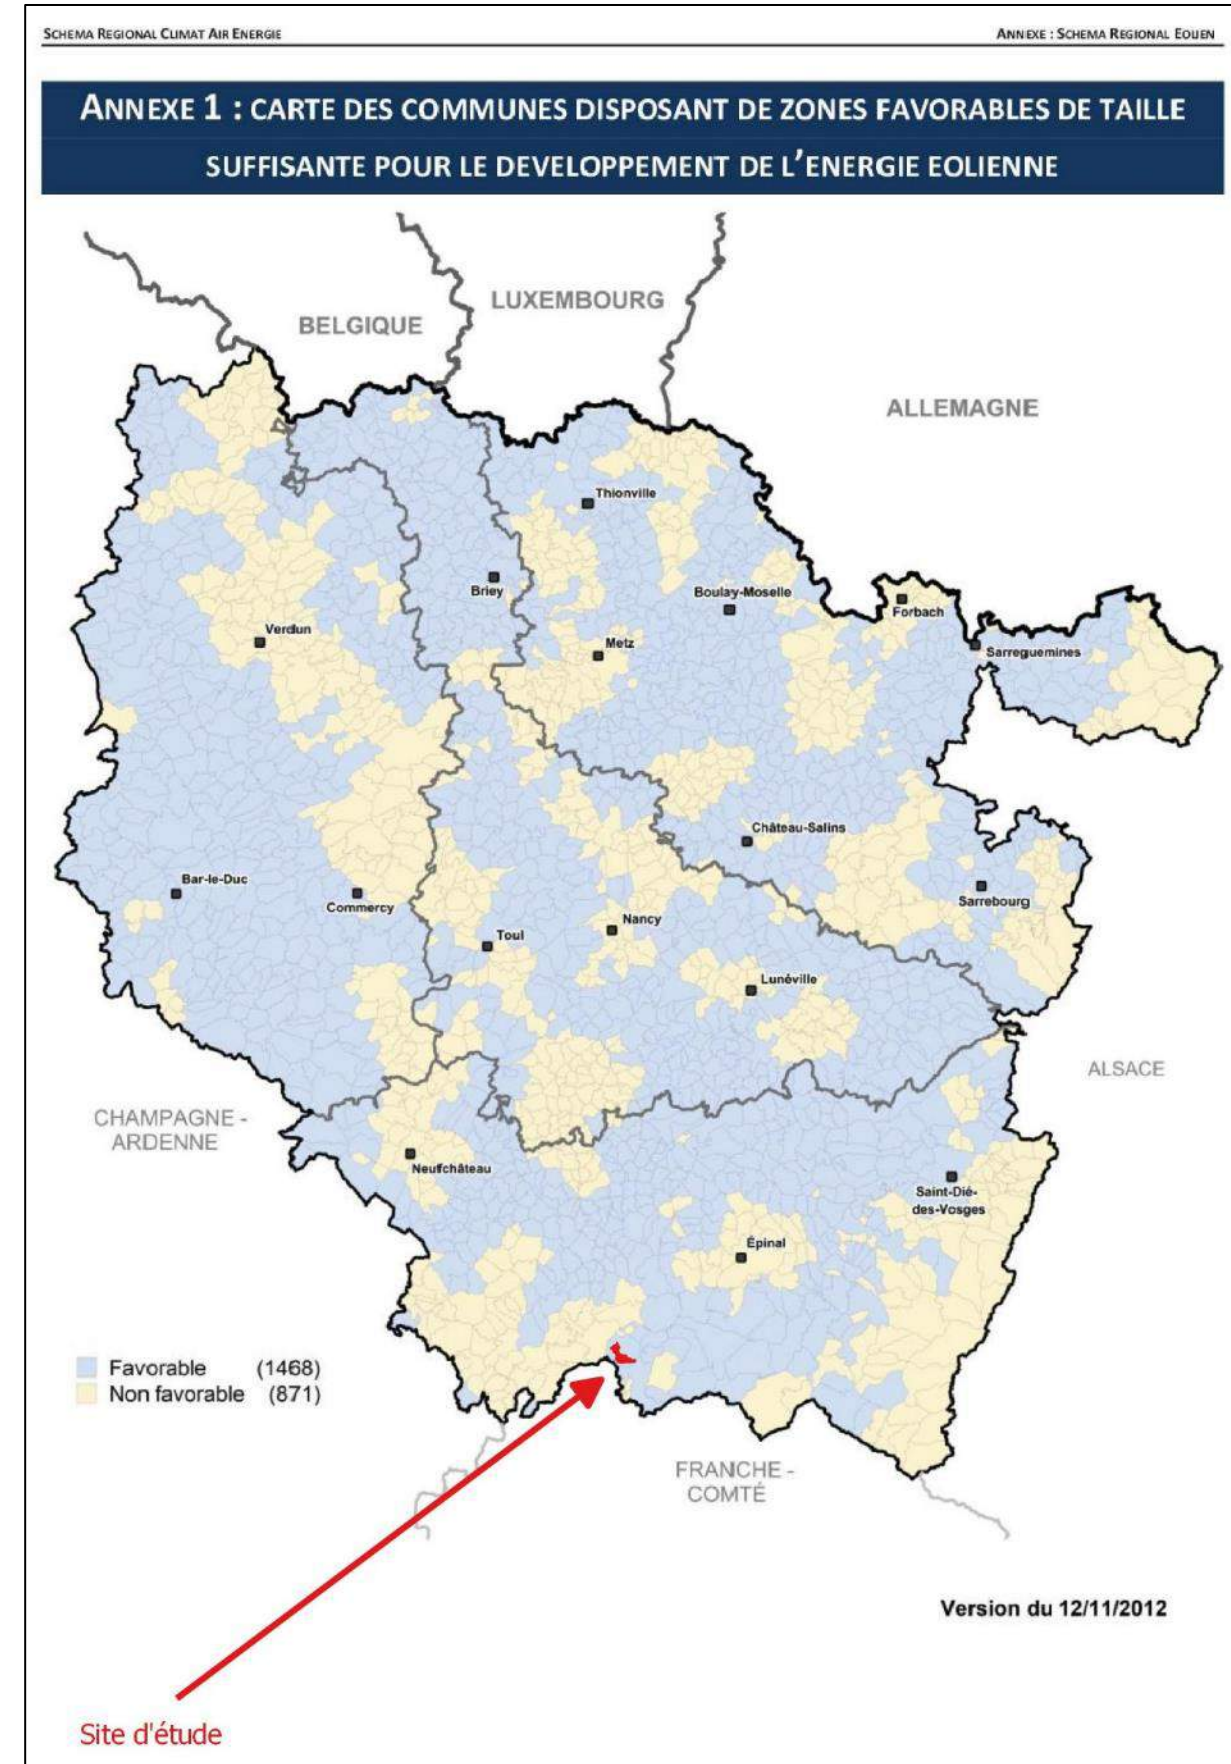 SCHEMA REGIONAL CLIMAT AIR ENERGIE
ANNEXE : SCHEMA REGIONAL EOLIEN
ANNEXE 1 : CARTE DES COMMUNES DISPOSANT DE ZONES FAVORABLES DE TAILLE
SUFFISANTE POUR LE DEVELOPPEMENT DE L'ENERGIE EOLIENNE
LUXEMBOURG
BELGIQUE
ALLEMAGNE
Thionville
Briey
Boulay-Moselle
Forbach
Verdun
Metz
Sarreguemines
Château-Salins
Bar-le-Duc
Commercy
Sarrebourg
Nancy
Toul
Lunéville
ALSACE
CHAMPAGNE -
ARDENNE
Neufchâteau
Saint-Dié-
des-Vosges
Épinal
Favorable (1468)
Non favorable (871)
FRANCHE -
COMTÉ
Version du 12/11/2012
Site d'étude